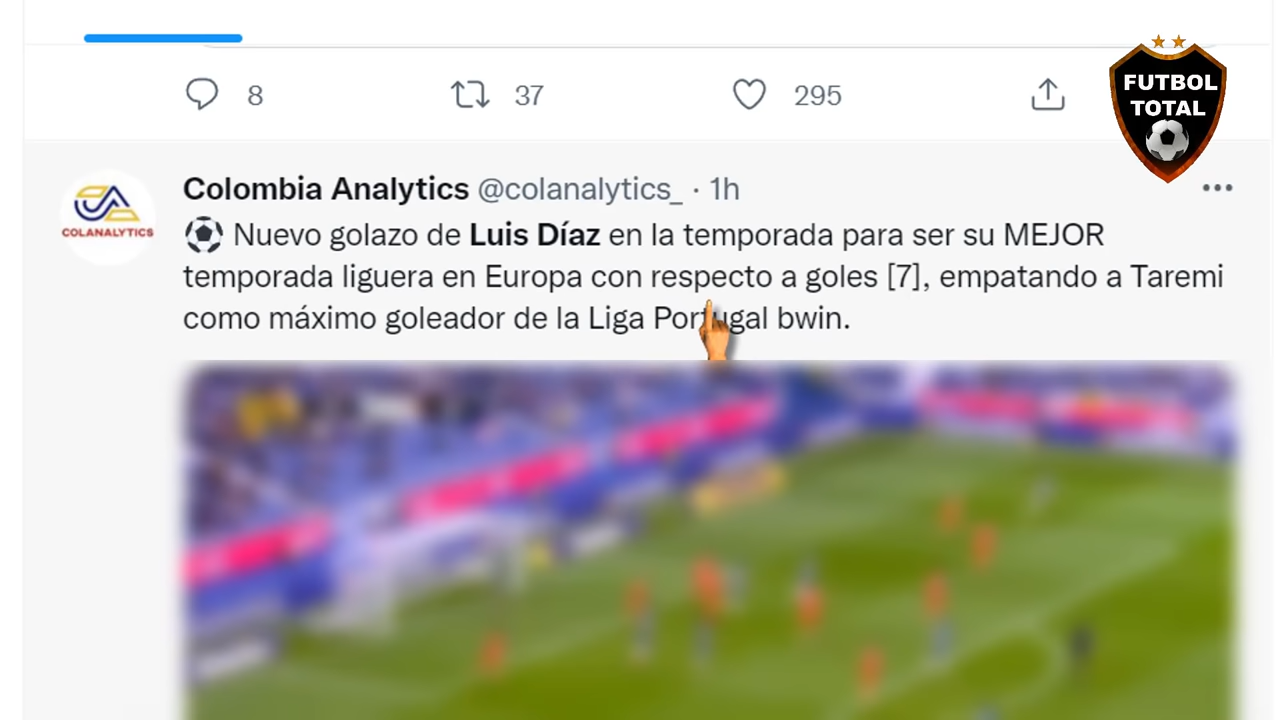 8 37 295
FUTBOL
TOTAL
Colombia Analytics @colanalytics_ · 1h
COLANALYTICS
Nuevo golazo de Luis Díaz en la temporada para ser su MEJOR
temporada liguera en Europa con respecto a goles [7], empatando a Taremi
como máximo goleador de la Liga Portugal bwin.